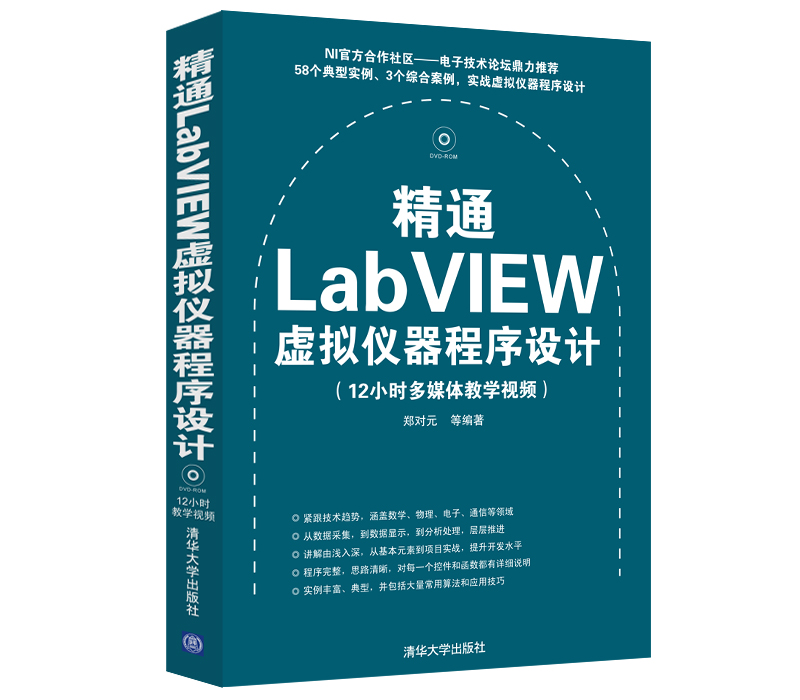 精通LabVIEW虚拟仪器程序设计
DVD-ROM
12小时
教学视频
清华大学出版社
NI官方合作社区——电子技术论坛鼎力推荐
58个典型实例、3个综合案例，实战虚拟仪器程序设计
DVD-ROM
精通
LabVIEW
虚拟仪器程序设计
（12小时多媒体教学视频）
郑对元 等编著
紧跟技术趋势，涵盖数学、物理、电子、通信等领域
从数据采集，到数据显示，到分析处理，层层推进
讲解由浅入深，从基本元素到项目实战，提升开发水平
程序完整，思路清晰，对每一个控件和函数都有详细说明
实例丰富、典型，并包括大量常用算法和应用技巧
清华大学出版社